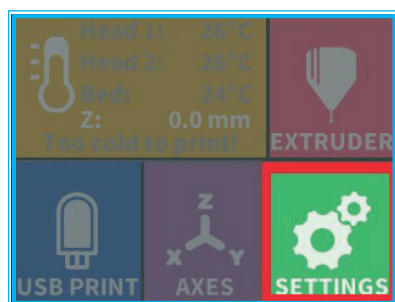 Head 1: 26°C
Head 2: 26°C
Bed: 24°C
Z: 0.0 mm
Too cold to print!
EXTRUDER
Z
X Y
USB PRINT
AXES
SETTINGS